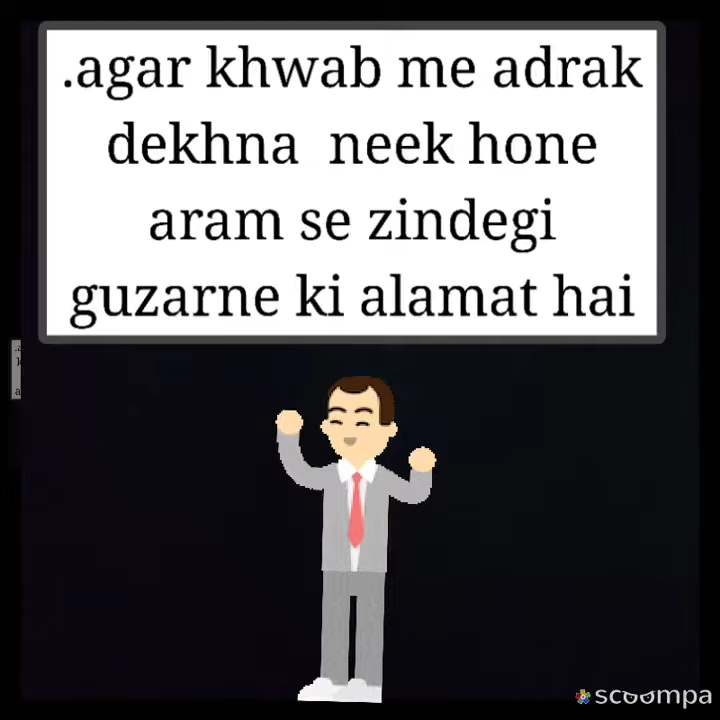 .agar khwab me adrak
dekhna  neek hone
aram se zindegi
guzarne ki alamat hai
scoompa